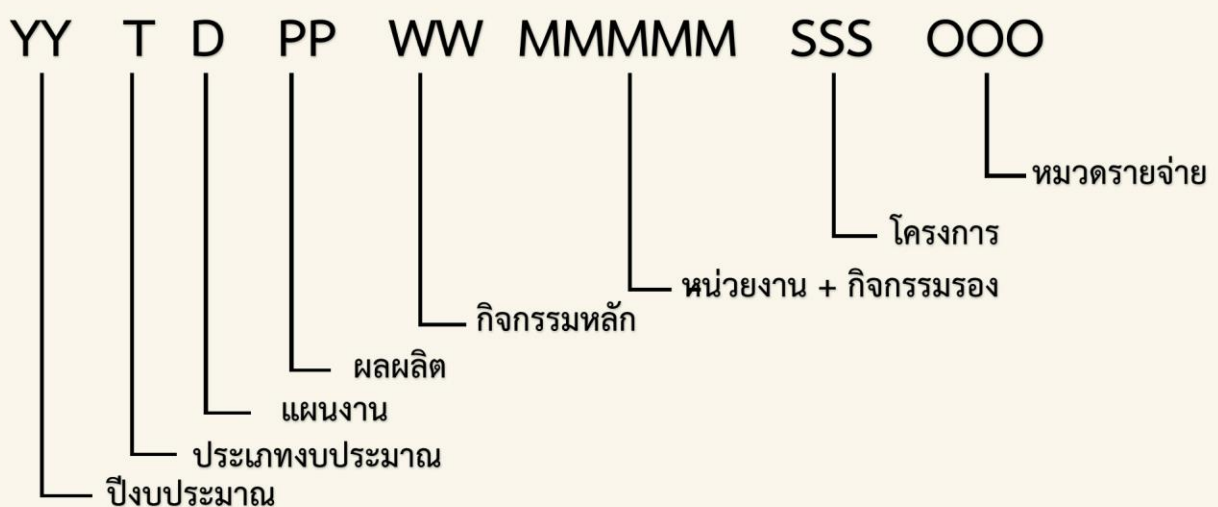 YY T D PP WW MMMMM SSS OOO
หมวดรายจ่าย
โครงการ
หน่วยงาน + กิจกรรมรอง
กิจกรรมหลัก
ผลผลิต
แผนงาน
ประเภทงบประมาณ
ปีงบประมาณ